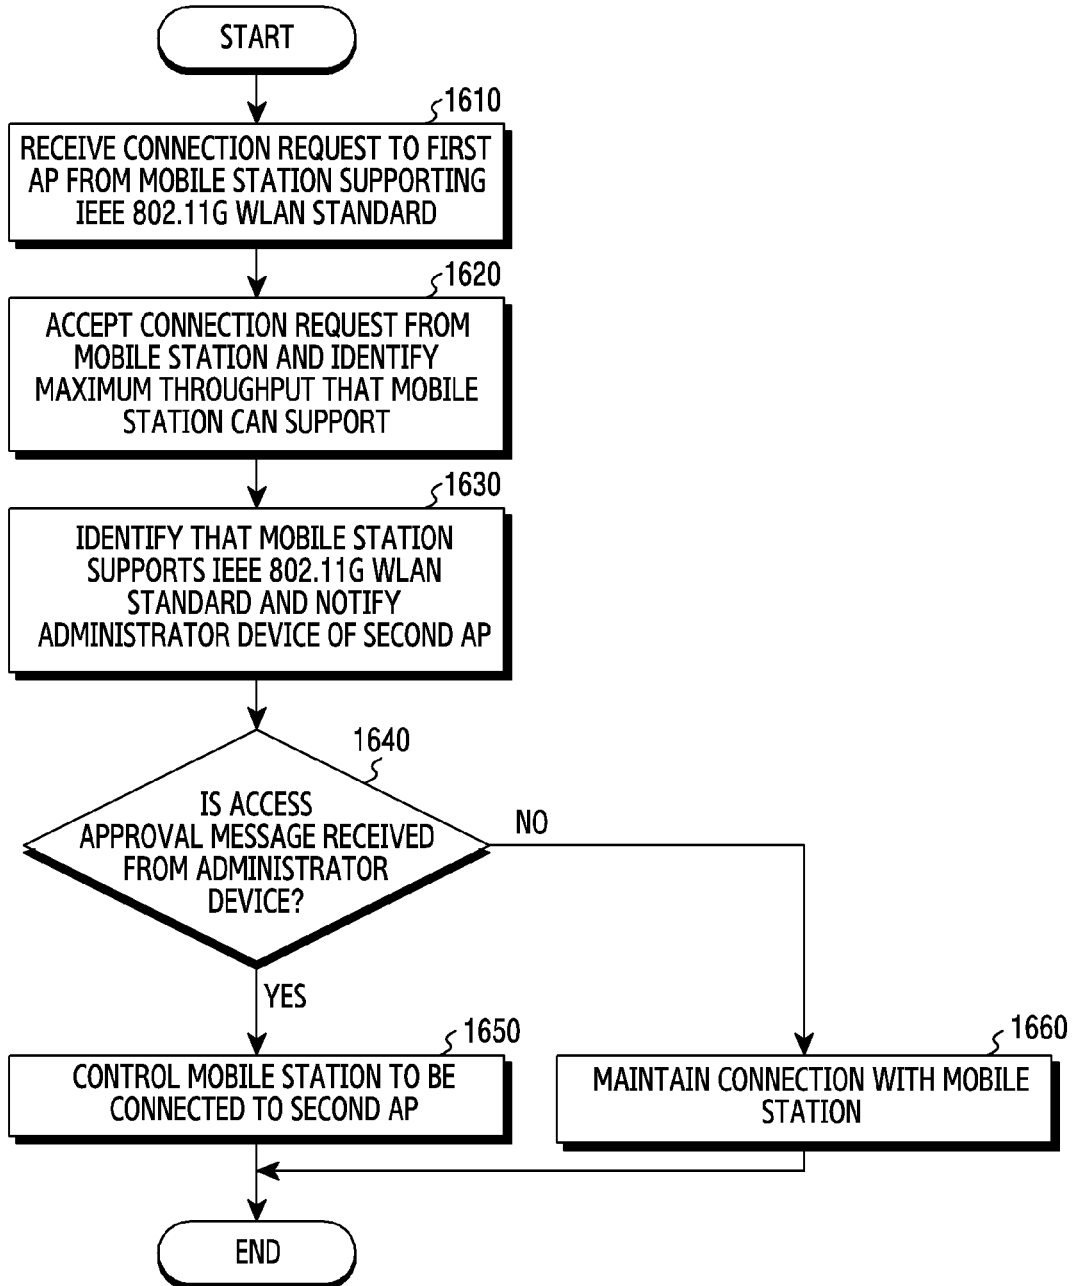 START
1610
RECEIVE CONNECTION REQUEST TO FIRST
AP FROM MOBILE STATION SUPPORTING
IEEE 802.11G WLAN STANDARD
1620
ACCEPT CONNECTION REQUEST FROM
MOBILE STATION AND IDENTIFY
MAXIMUM THROUGHPUT THAT MOBILE
STATION CAN SUPPORT
1630
IDENTIFY THAT MOBILE STATION
SUPPORTS IEEE 802.11G WLAN
STANDARD AND NOTIFY
ADMINISTRATOR DEVICE OF SECOND AP
1640
IS ACCESS
APPROVAL MESSAGE RECEIVED
FROM ADMINISTRATOR
DEVICE?
NO
YES
1650
CONTROL MOBILE STATION TO BE
CONNECTED TO SECOND AP
1660
MAINTAIN CONNECTION WITH MOBILE
STATION
END